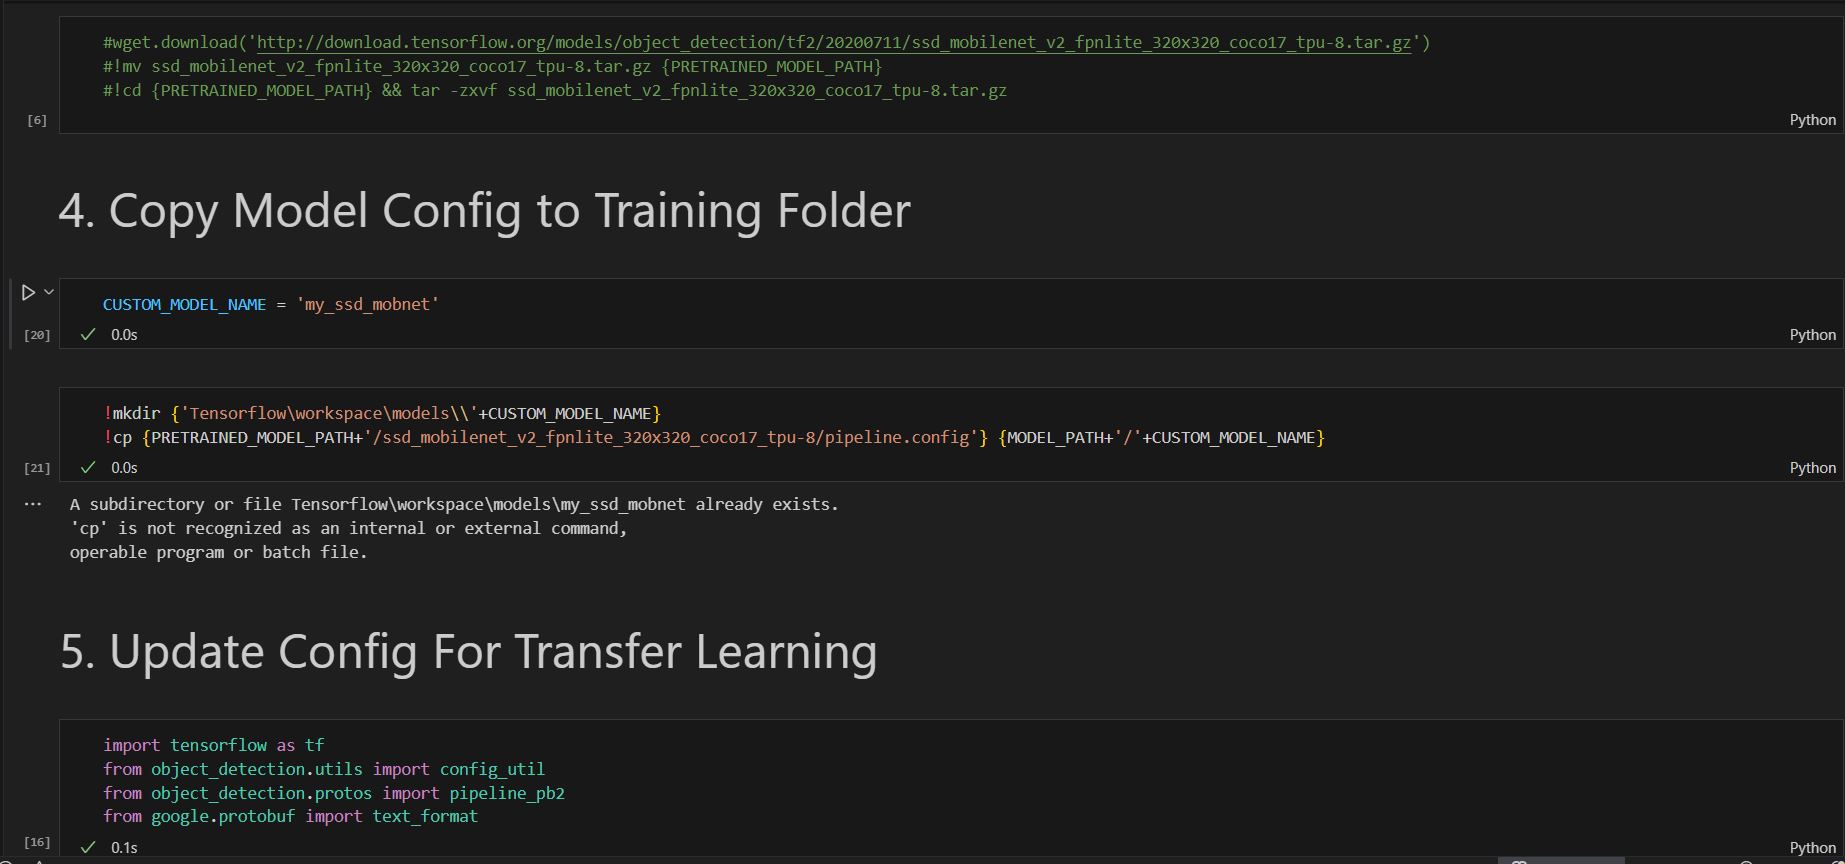 #wget.download('http://download.tensorflow.org/models/object_detection/tf2/20200711/ssd_mobilenet_v2_fpnlite_320x320_coco17_tpu-8.tar.gz')
#!mv ssd_mobilenet_v2_fpnlite_320x320_coco17_tpu-8.tar.gz {PRETRAINED_MODEL_PATH}
#!cd {PRETRAINED_MODEL_PATH} && tar -zxvf ssd_mobilenet_v2_fpnlite_320x320_coco17_tpu-8.tar.gz
[6]
Python
4. Copy Model Config to Training Folder
CUSTOM_MODEL_NAME = 'my_ssd_mobnet'
[20]
0.0s
Python
!mkdir {'Tensorflow\workspace\models\\'+CUSTOM_MODEL_NAME}
!cp {PRETRAINED_MODEL_PATH+'/ssd_mobilenet_v2_fpnlite_320x320_coco17_tpu-8/pipeline.config'} {MODEL_PATH+'/'+CUSTOM_MODEL_NAME}
[21]
0.0s
Python
... A subdirectory or file Tensorflow\workspace\models\my_ssd_mobnet already exists.
'cp' is not recognized as an internal or external command,
operable program or batch file.
5. Update Config For Transfer Learning
import tensorflow as tf
from object_detection.utils import config_util
from object_detection.protos import pipeline_pb2
from google.protobuf import text_format
[16]
0.1s
Python